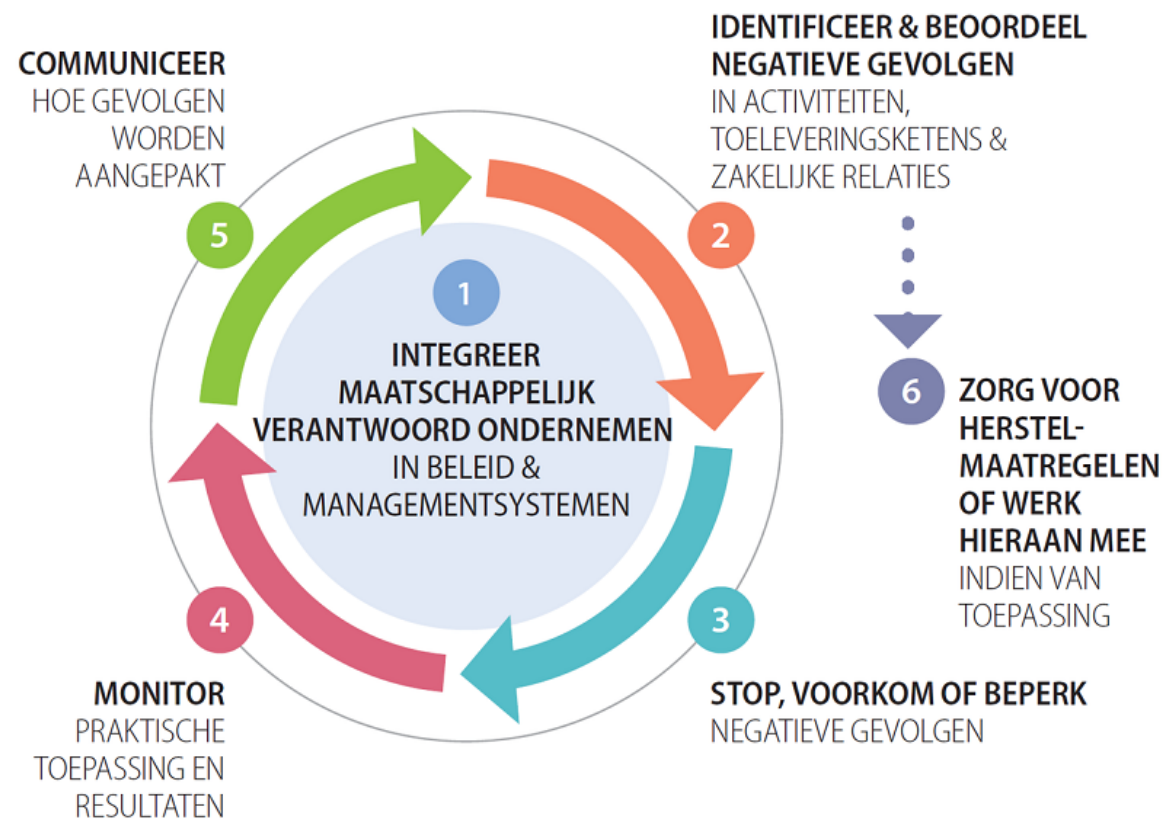 1
INTEGREER
MAATSCHAPPELIJK
VERANTWOORD ONDERNEMEN
IN BELEID &
MANAGEMENTSYSTEMEN
2
IDENTIFICEER & BEOORDEEL
NEGATIEVE GEVOLGEN
IN ACTIVITEITEN,
TOELEVERINGSKETENS &
ZAKELIJKE RELATIES
3
STOP, VOORKOM OF BEPERK
NEGATIEVE GEVOLGEN
4
MONITOR
PRAKTISCHE
TOEPASSING EN
RESULTATEN
5
COMMUNICEER
HOE GEVOLGEN
WORDEN
AANGEPAKT
6
ZORG VOOR
HERSTEL-
MAATREGELEN
OF WERK
HIERAAN MEE
INDIEN VAN
TOEPASSING